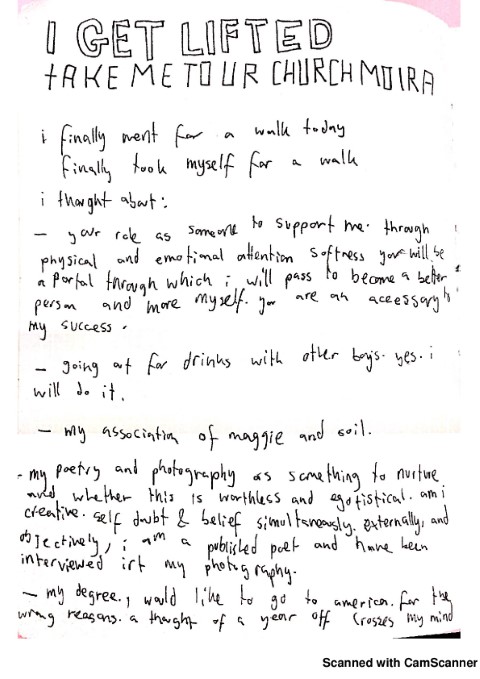 I GET LIFTED
tAKE ME TO UR CHURCH MOIRA
i finally went for a walk today
finally took myself for a walk
i thought about:
- your role as someone to support me. through
physical and emotional attention softness you will be
a portal through which i will pass to become a better
person and more myself. you are an accessory to
my success.
- going out for drinks with other boys. yes. i
will do it.
- my association of maggie and soil.
- my poetry and photography as something to nurture
and whether this is worthless and egotistical. am i
creative. self doubt & belief simultaneously. externally, and
objectively, i am a published poet and have been
interviewed irt my photography.
- my degree. i would like to go to america. for the
wrong reasons. a thought of a year off crosses my mind
Scanned with CamScanner